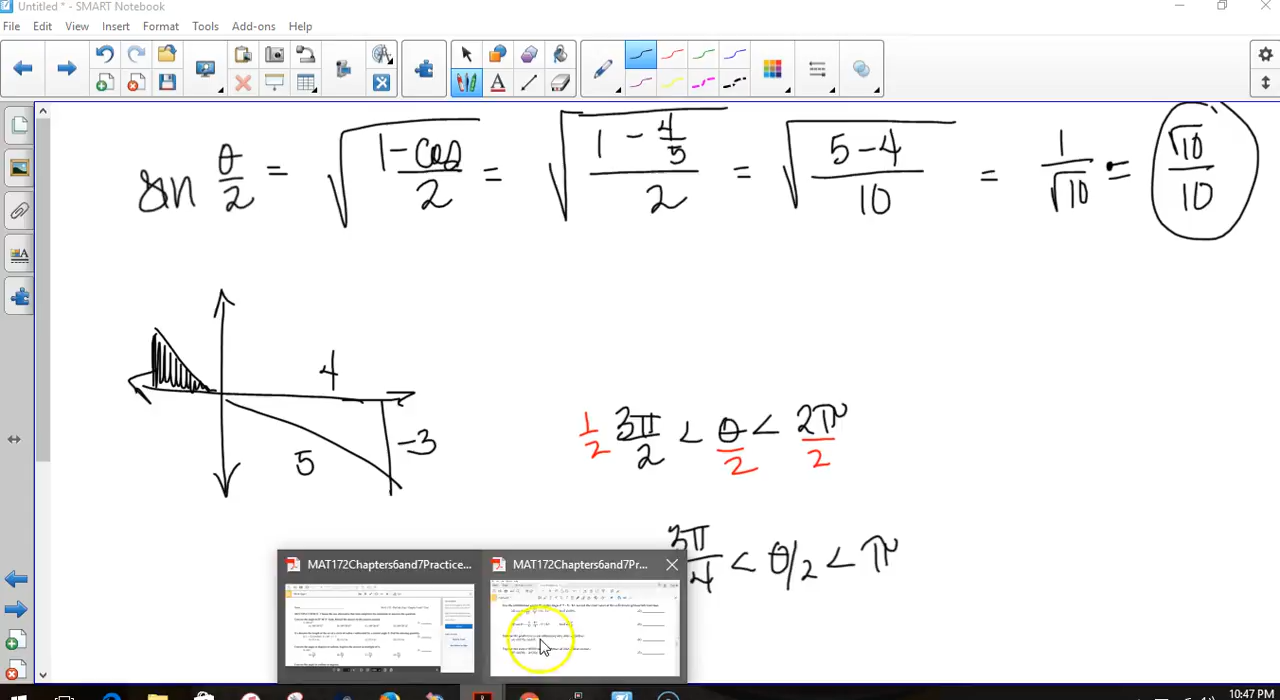 Untitled * - SMART Notebook
File Edit View Insert Format Tools Add-ons Help
sin θ/2 = √((1 - cosθ)/2) = √((1 - 4/5)/2) = √((5 - 4)/10) = 1/√10 = √10/10
4
-3
5
1/2 3π/2 < θ/2 < 2π/2
3π/4 < θ/2 < π
MAT172Chapters6and7Practice...
MAT172Chapters6and7Pr...
10:47 PM